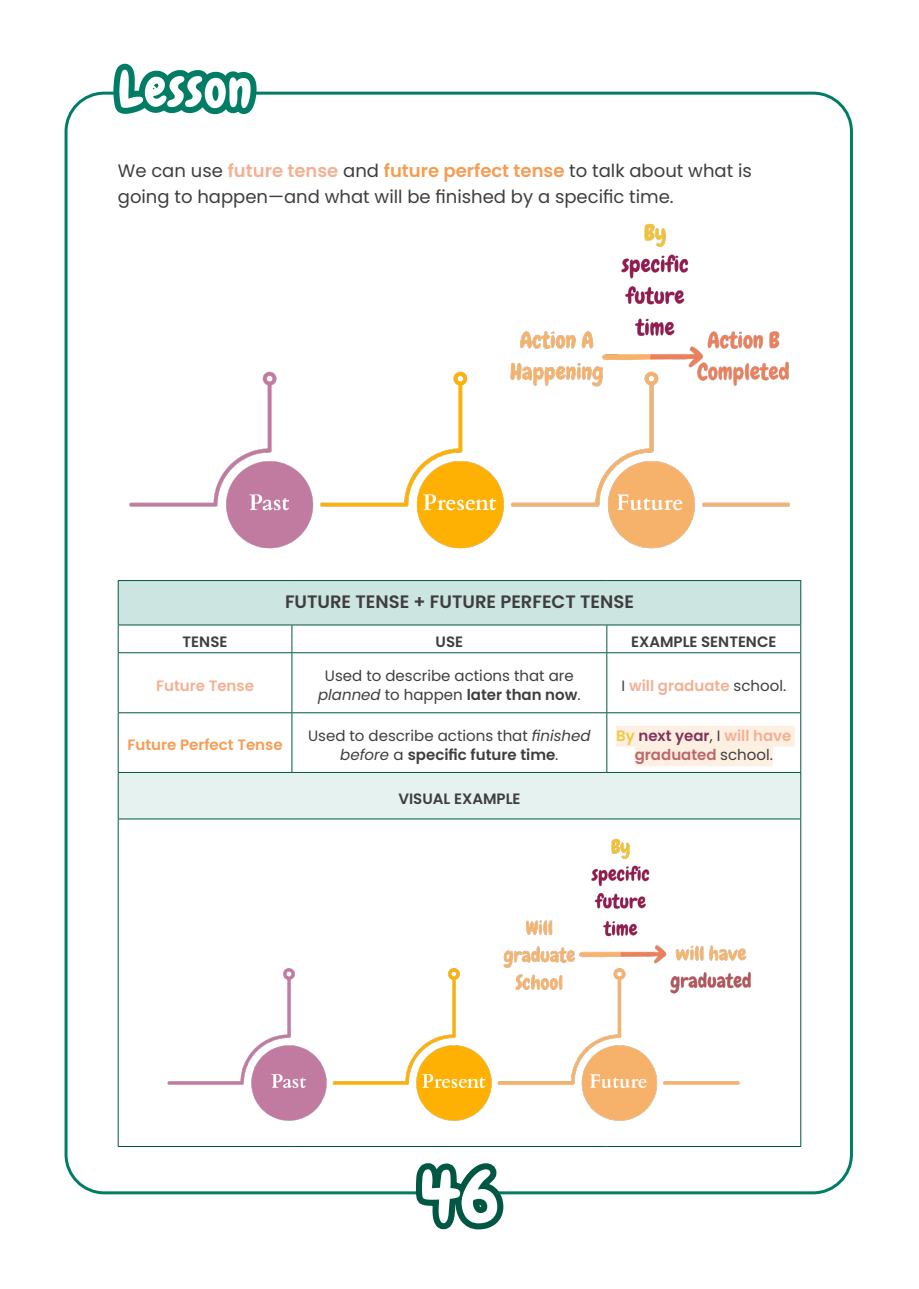 Lesson
We can use future tense and future perfect tense to talk about what is
going to happen—and what will be finished by a specific time.
By
specific
future
time
Action A
Happening
Action B
Completed
Past
Present
Future
FUTURE TENSE + FUTURE PERFECT TENSE
TENSE
USE
EXAMPLE SENTENCE
Future Tense
Used to describe actions that are
planned to happen later than now.
I will graduate school.
Future Perfect Tense
Used to describe actions that finished
before a specific future time.
By next year, I will have
graduated school.
VISUAL EXAMPLE
By
specific
future
time
Will
graduate
School
will have
graduated
Past
Present
Future
46